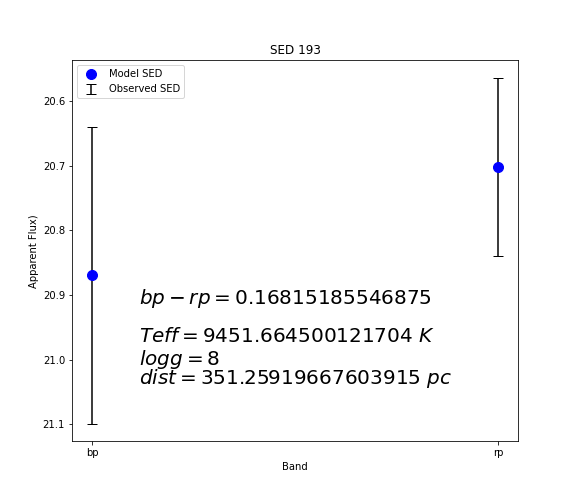 SED 193
Model SED
Observed SED
20.6
20.7
20.8
20.9
21.0
21.1
Apparent Flux)
bp − rp = 0.16815185546875
Teff = 9451.664500121704 K
logg = 8
dist = 351.25919667603915 pc
bp
rp
Band